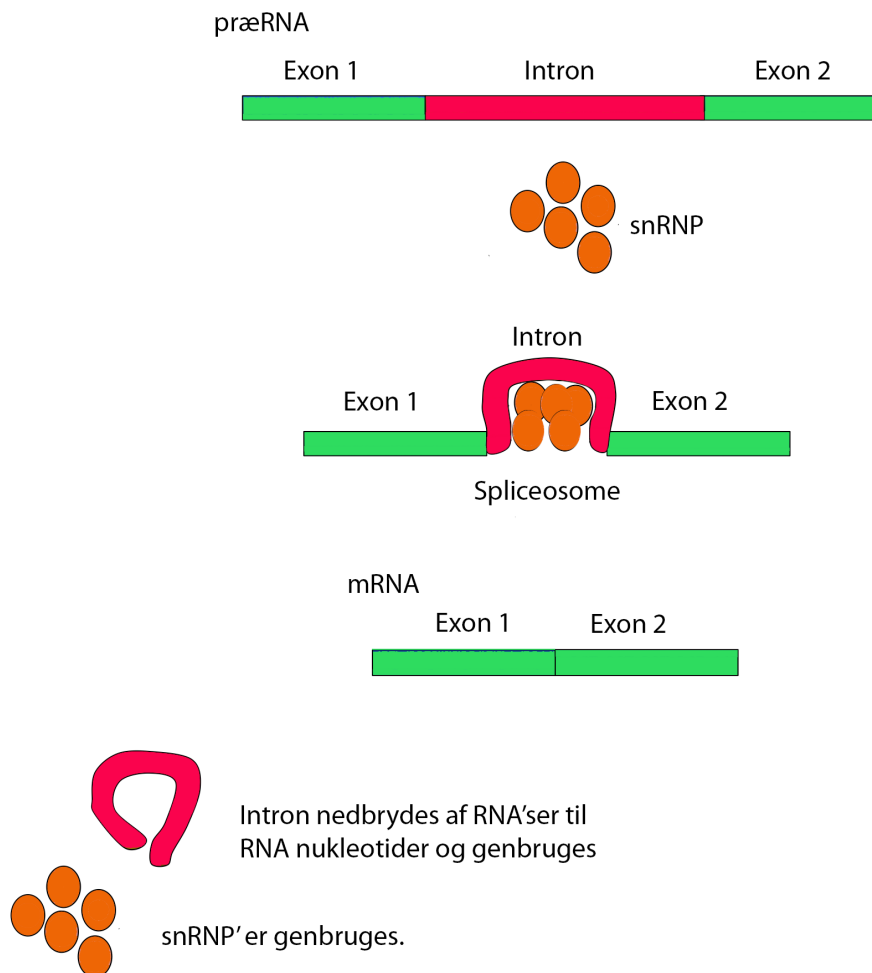 præRNA
Exon 1 Intron Exon 2
snRNP
Intron
Exon 1 Exon 2
Spliceosome
mRNA
Exon 1 Exon 2
Intron nedbrydes af RNA’ser til
RNA nukleotider og genbruges
snRNP’ er genbruges.